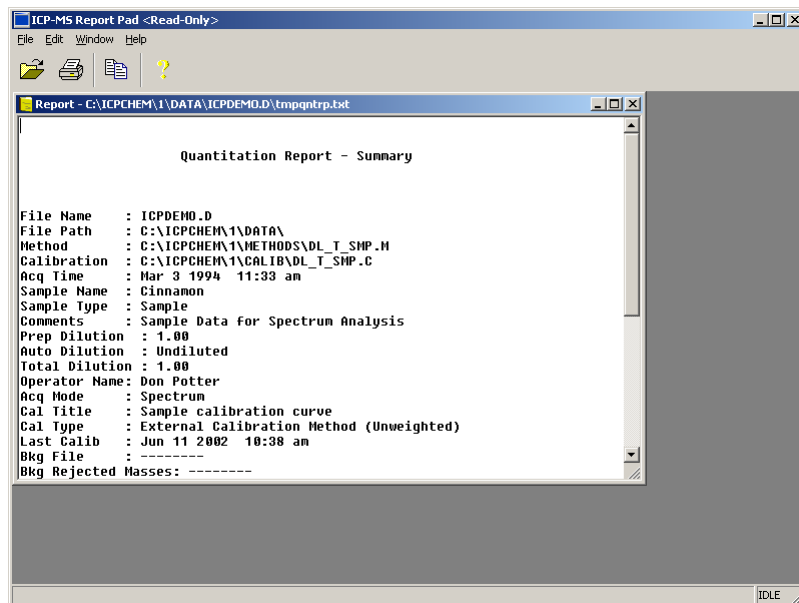 ICP-MS Report Pad <Read-Only>
File Edit Window Help
Report - C:\ICPCHEM\1\DATA\ICPDEMO.D\tmpqntrp.txt
Quantitation Report - Summary
File Name : ICPDEMO.D
File Path : C:\ICPCHEM\1\DATA\
Method : C:\ICPCHEM\1\METHODS\DL_T_SMP.M
Calibration : C:\ICPCHEM\1\CALIB\DL_T_SMP.C
Acq Time : Mar 3 1994 11:33 am
Sample Name : Cinnamon
Sample Type : Sample
Comments : Sample Data for Spectrum Analysis
Prep Dilution : 1.00
Auto Dilution : Undiluted
Total Dilution : 1.00
Operator Name: Don Potter
Acq Mode : Spectrum
Cal Title : Sample calibration curve
Cal Type : External Calibration Method (Unweighted)
Last Calib : Jun 11 2002 10:38 am
Bkg File : --------
Bkg Rejected Masses: --------
IDLE